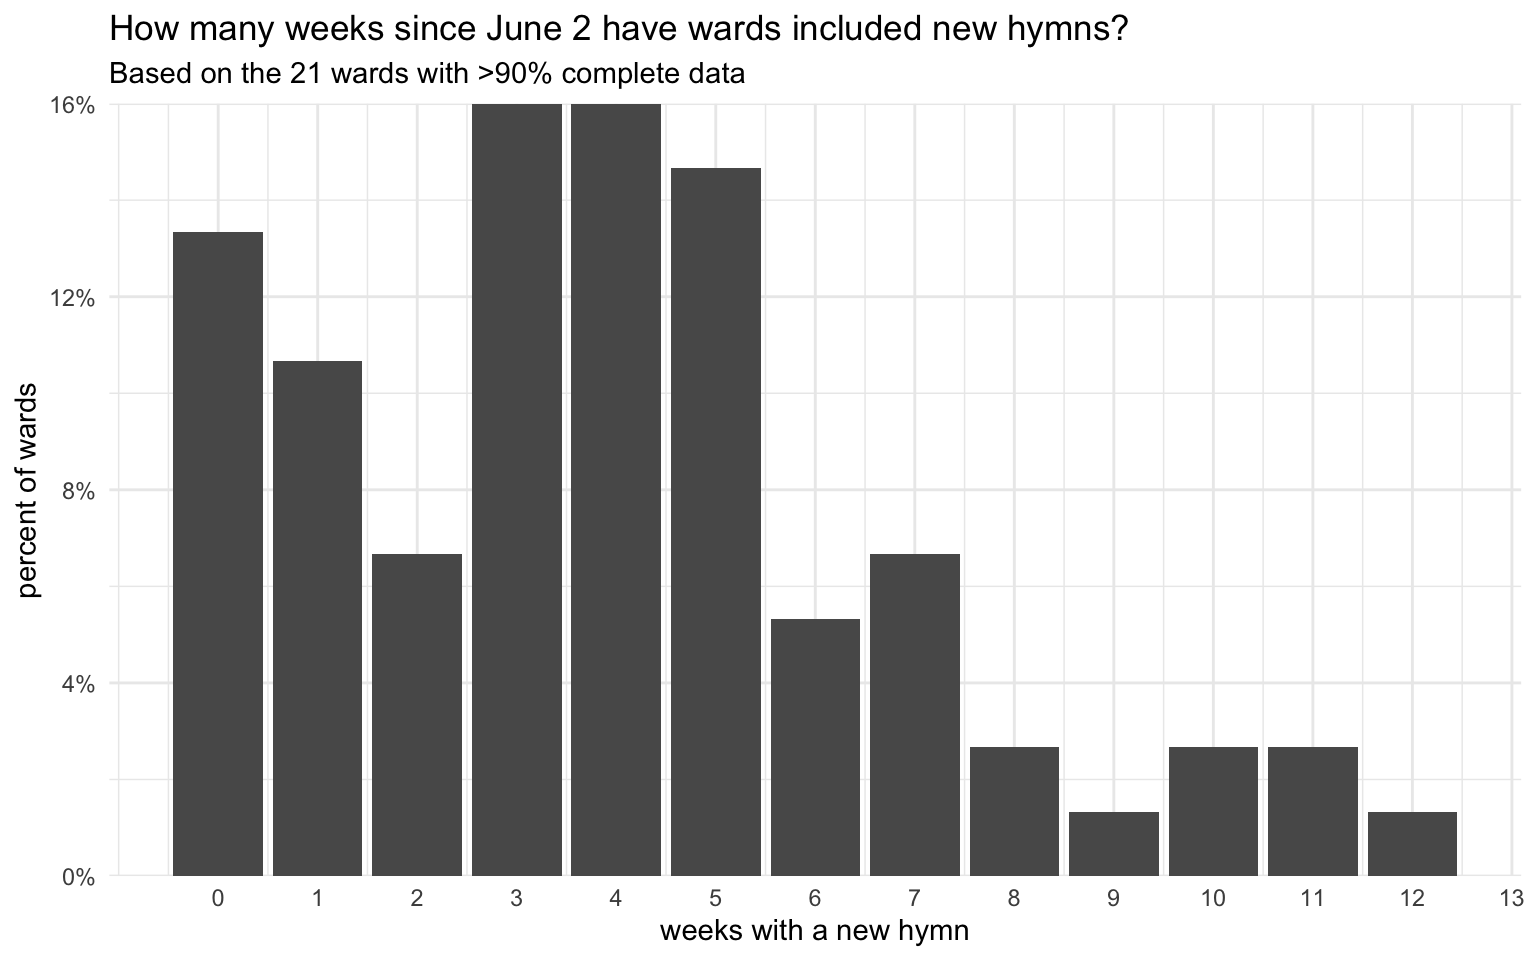 How many weeks since June 2 have wards included new hymns?
Based on the 21 wards with >90% complete data
16%
12%
8%
4%
0%
percent of wards
0 1 2 3 4 5 6 7 8 9 10 11 12 13
weeks with a new hymn